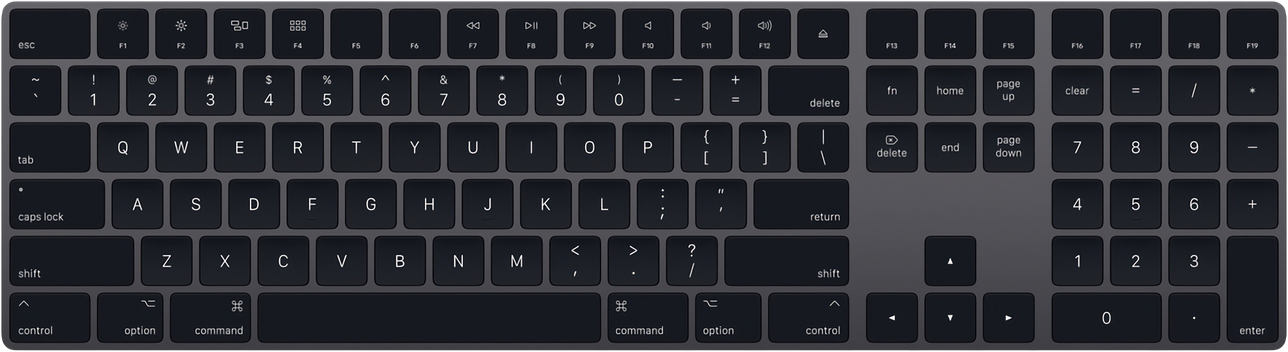 esc F1 F2 F3 F4 F5 F6 F7 F8 F9 F10 F11 F12 F13 F14 F15 F16 F17 F18 F19
~ ! @ # $ % ^ & * ( ) — +
` 1 2 3 4 5 6 7 8 9 0 - = delete fn home page up clear = / *
tab Q W E R T Y U I O P { [ } ] | \ delete end page down 7 8 9 −
caps lock A S D F G H J K L : ; " ' return 4 5 6 +
shift Z X C V B N M < , > . ? / shift 1 2 3
control option command command option control 0 . enter